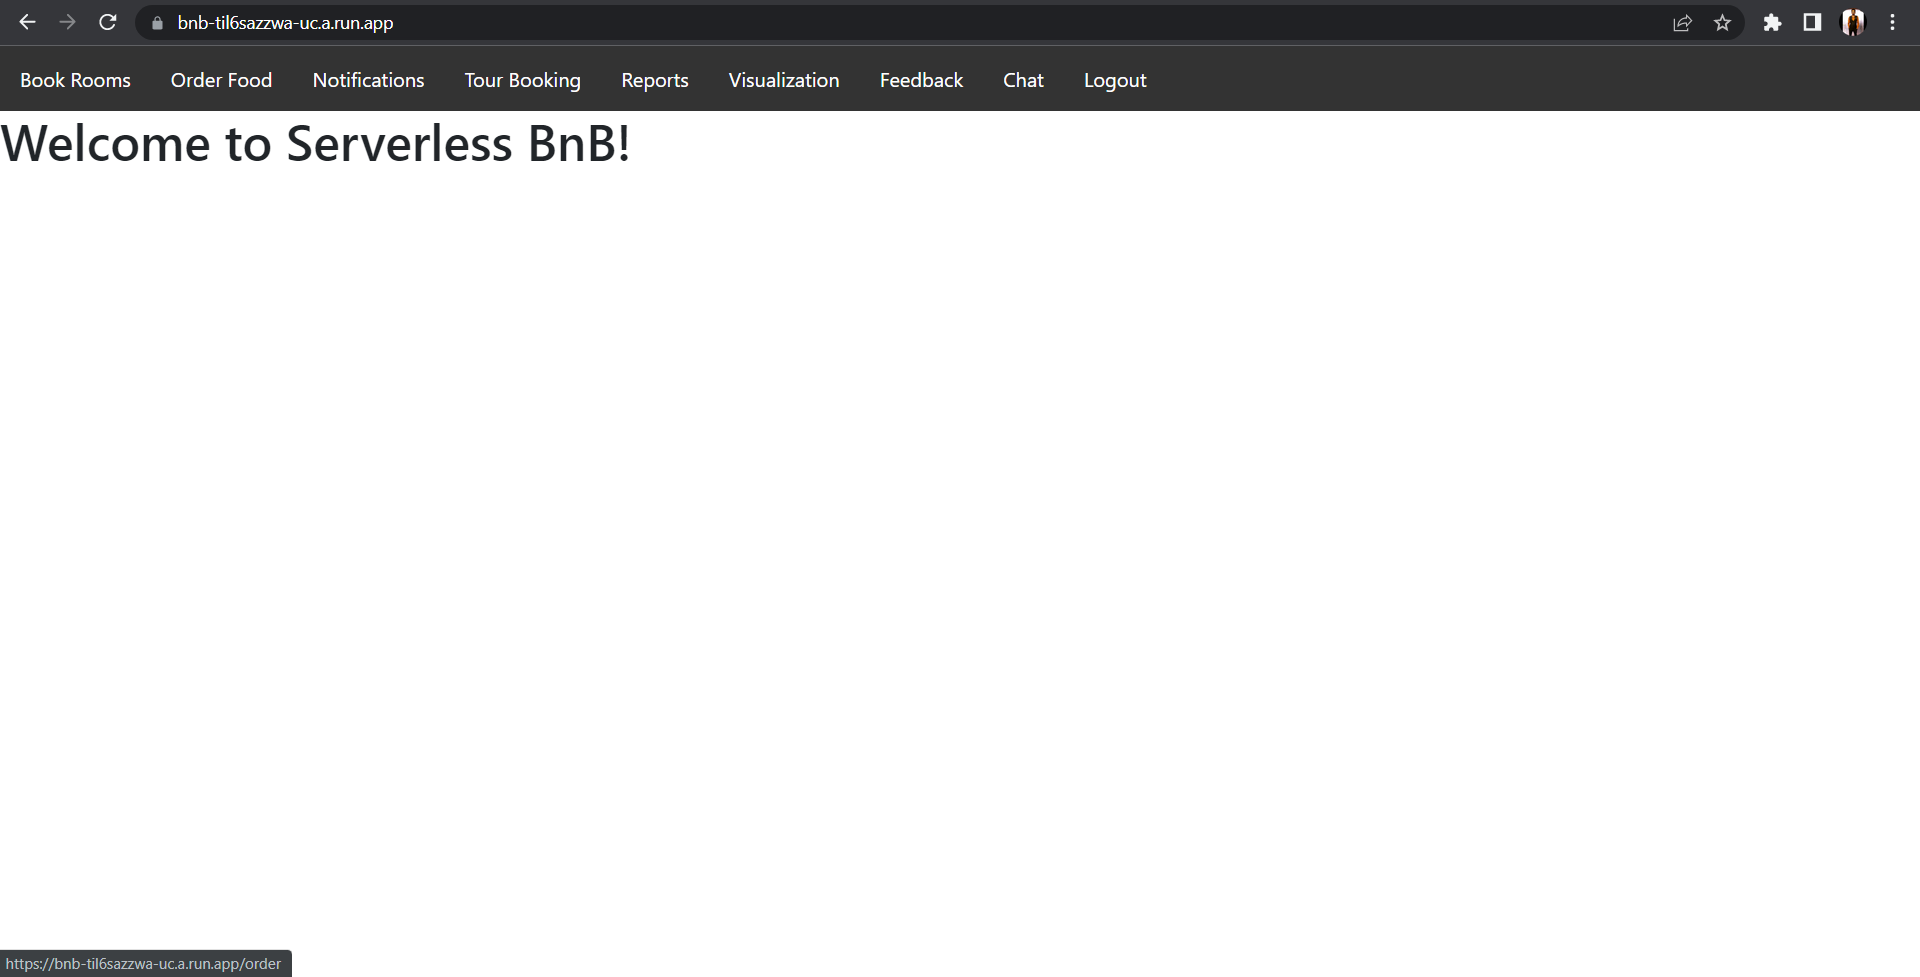 bnb-til6sazzwa-uc.a.run.app
Book Rooms Order Food Notifications Tour Booking Reports Visualization Feedback Chat Logout
Welcome to Serverless BnB!
https://bnb-til6sazzwa-uc.a.run.app/order